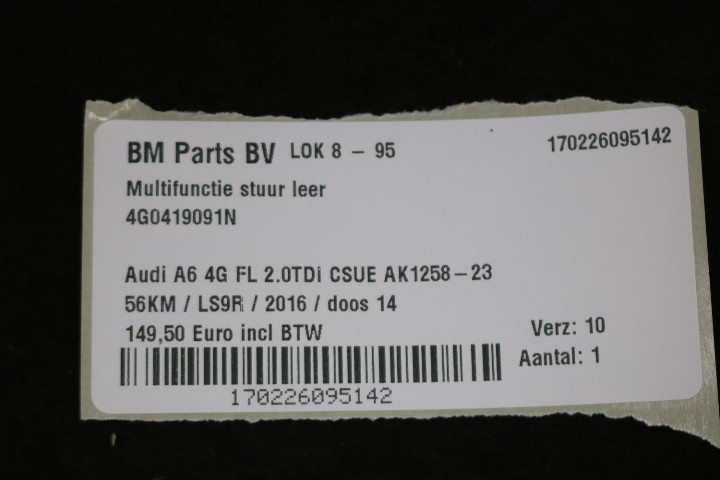 BM Parts BV LOK 8 - 95 170226095142
Multifunctie stuur leer
4G0419091N
Audi A6 4G FL 2.0TDi CSUE AK1258-23
56KM / LS9R / 2016 / doos 14
149,50 Euro incl BTW Verz: 10
Aantal: 1
170226095142